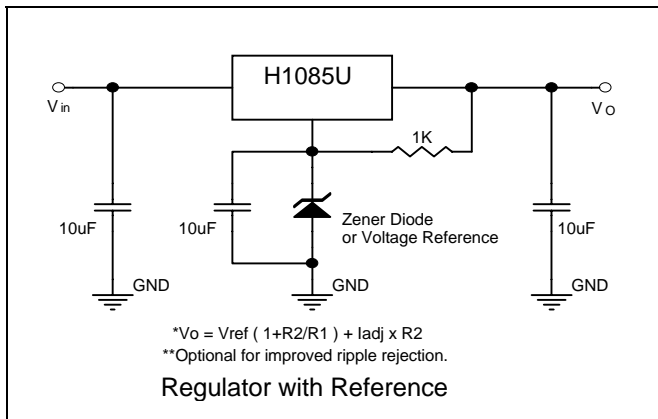 H1085U
Vin
VO
1K
10uF
10uF
Zener Diode
or Voltage Reference
10uF
GND
GND
GND
*Vo = Vref ( 1+R2/R1 ) + Iadj x R2
**Optional for improved ripple rejection.
Regulator with Reference